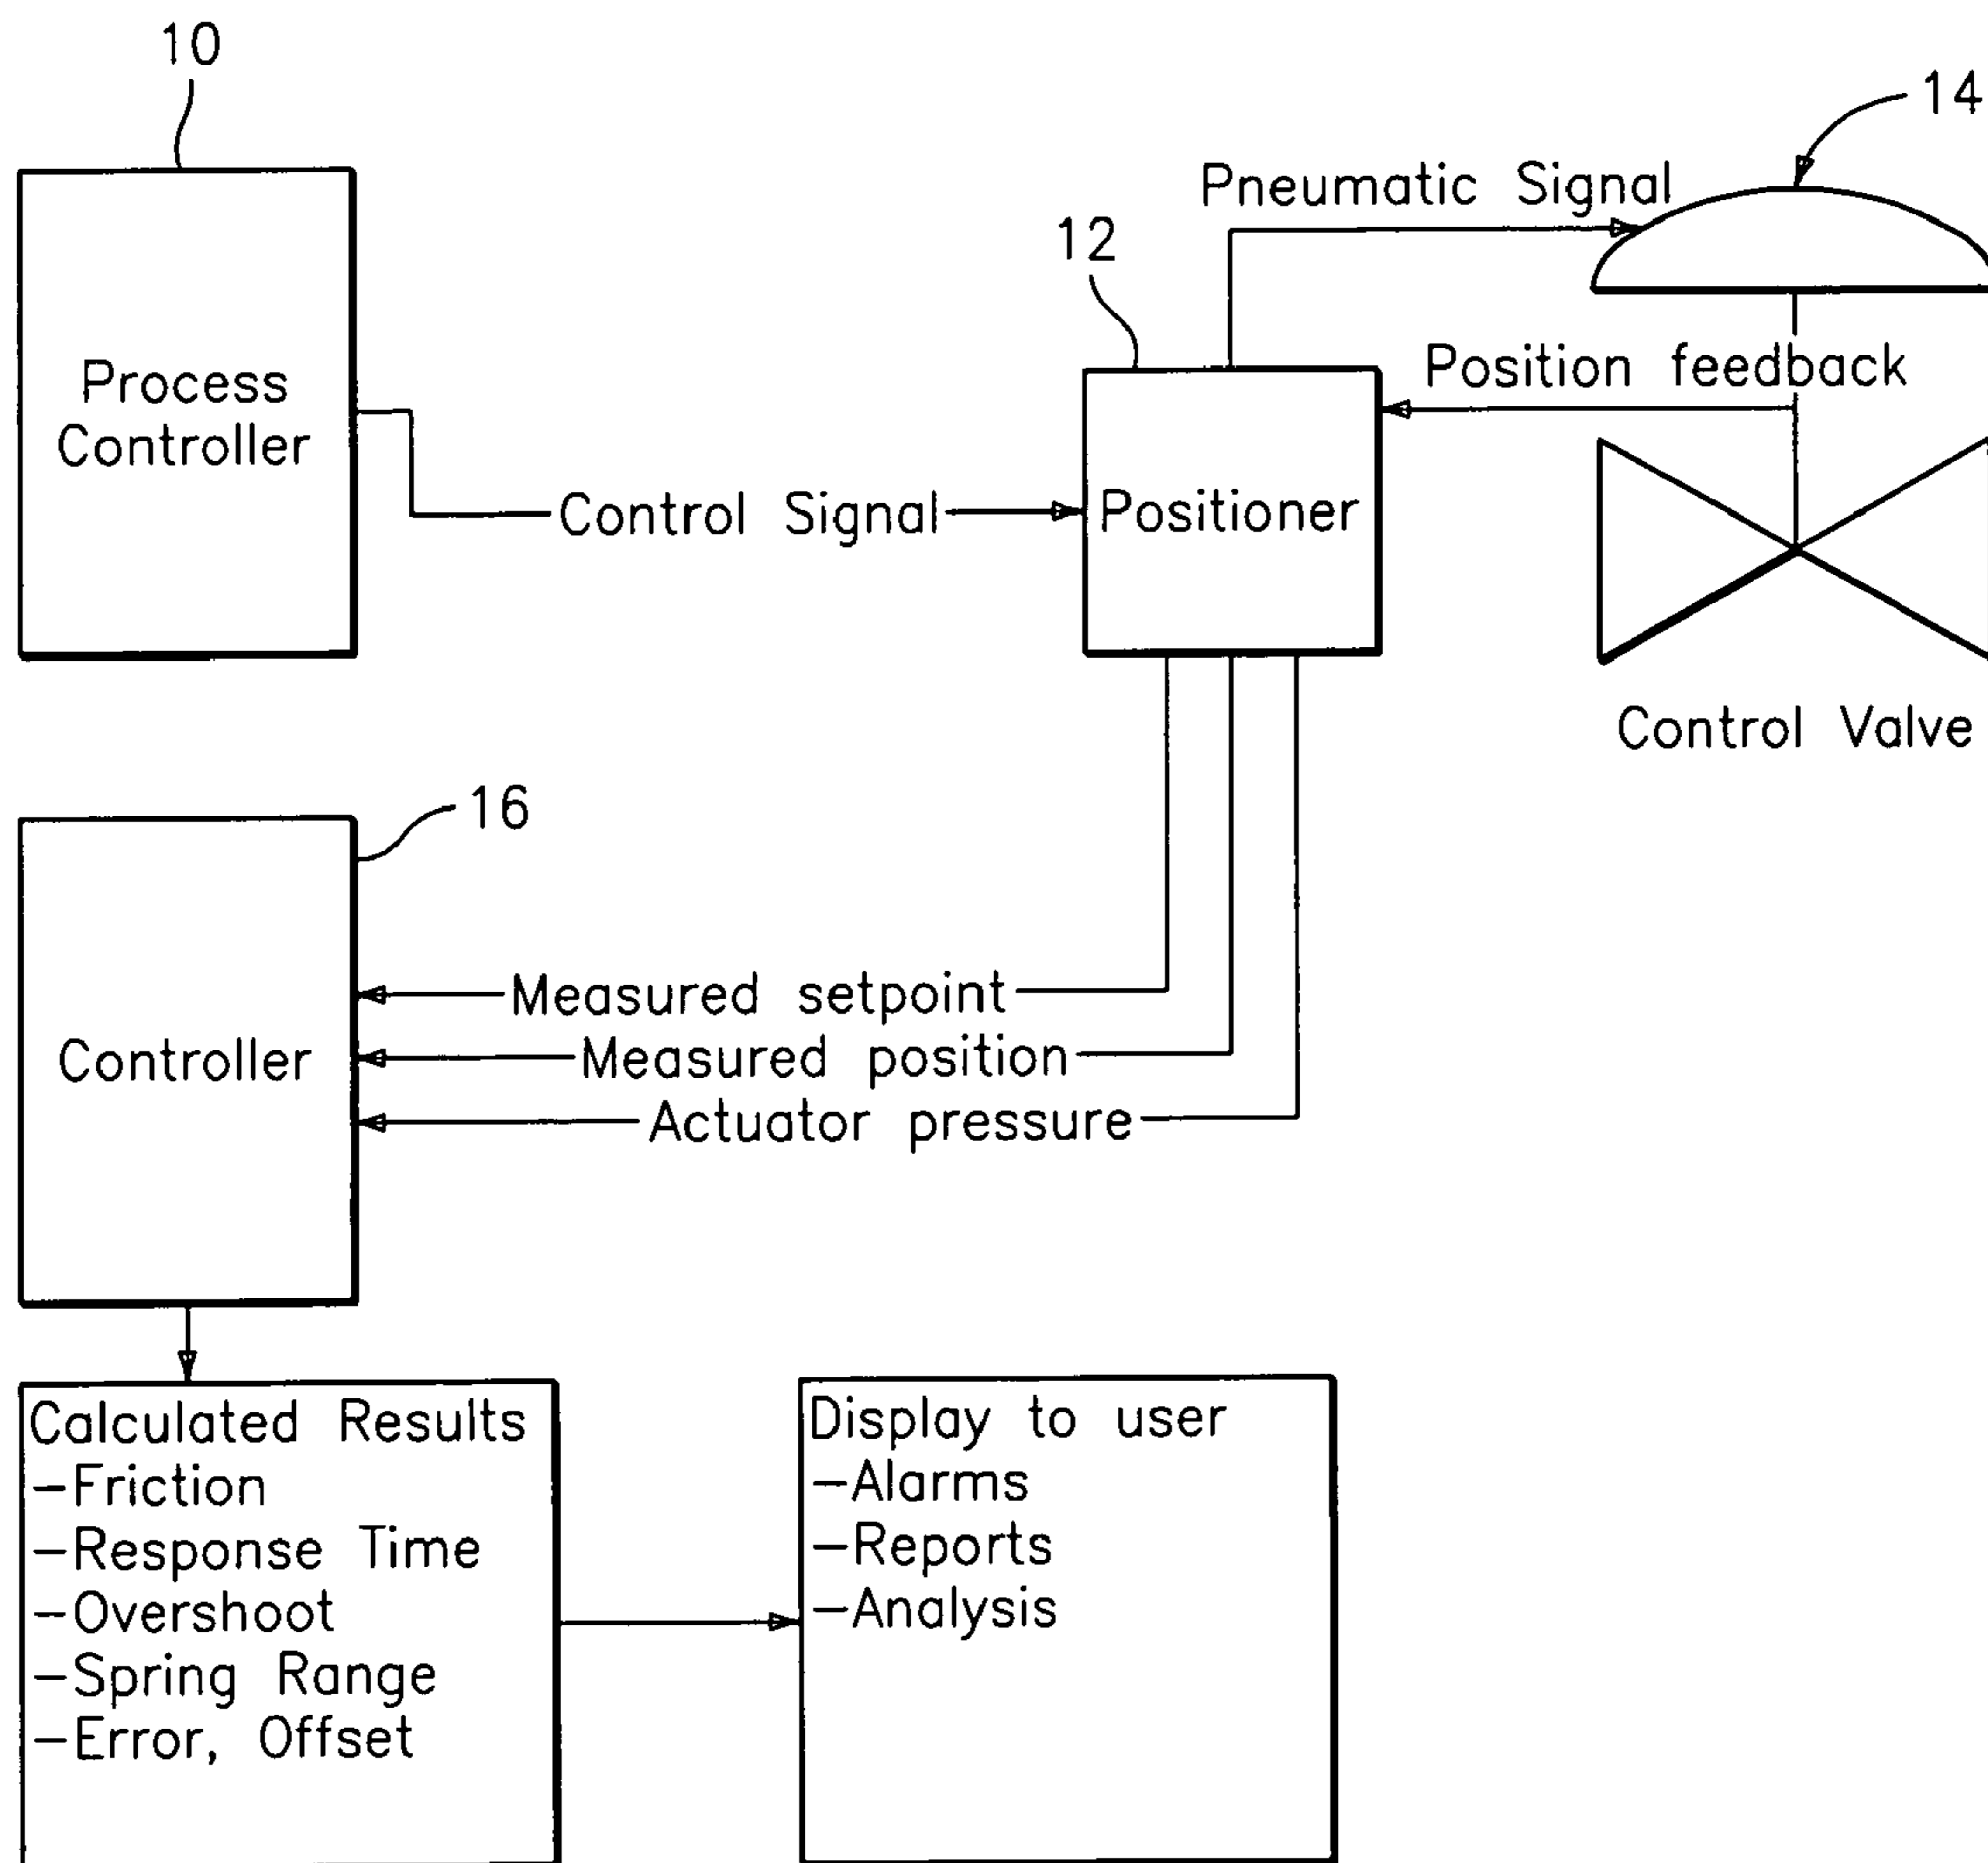 10
14
Pneumatic Signal
12
Position feedback
Process
Controller
Control Signal
Positioner
Control Valve
16
Measured setpoint
Controller
Measured position
Actuator pressure
Calculated Results
–Friction
–Response Time
–Overshoot
–Spring Range
–Error, Offset
Display to user
–Alarms
–Reports
–Analysis